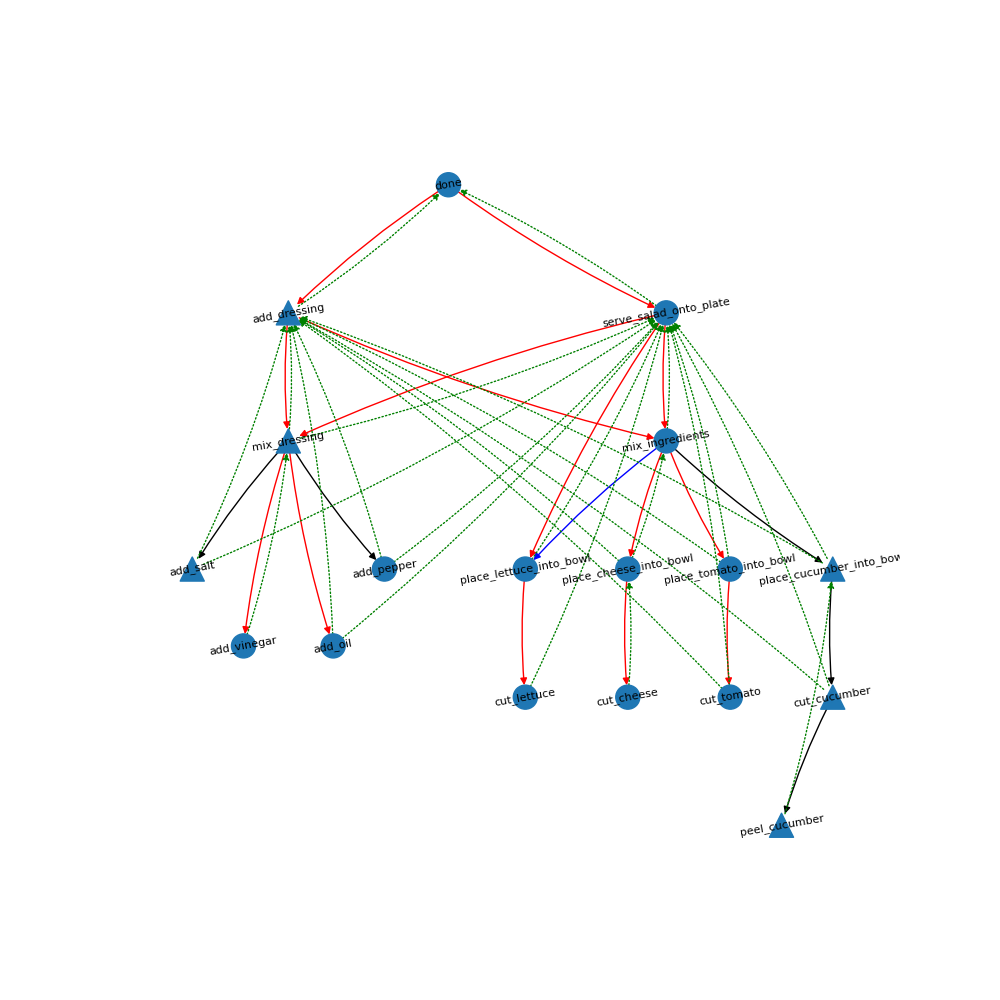 done
add_dressing
serve_salad_onto_plate
mix_dressing
mix_ingredients
add_salt
add_pepper
place_lettuce_into_bowl
place_cheese_into_bowl
place_tomato_into_bowl
place_cucumber_into_bow
add_vinegar
add_oil
cut_lettuce
cut_cheese
cut_tomato
cut_cucumber
peel_cucumber